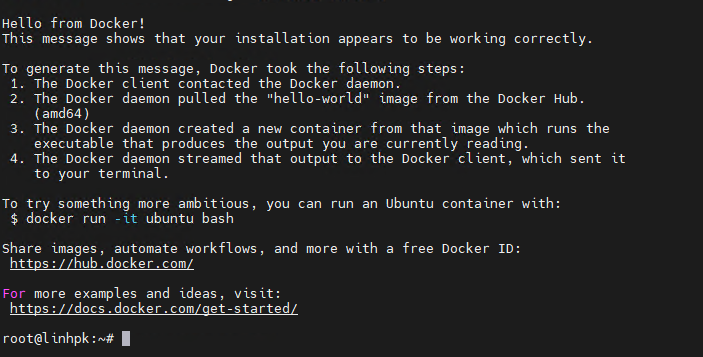 Hello from Docker!
This message shows that your installation appears to be working correctly.
To generate this message, Docker took the following steps:
1. The Docker client contacted the Docker daemon.
2. The Docker daemon pulled the "hello-world" image from the Docker Hub.
(amd64)
3. The Docker daemon created a new container from that image which runs the
executable that produces the output you are currently reading.
4. The Docker daemon streamed that output to the Docker client, which sent it
to your terminal.
To try something more ambitious, you can run an Ubuntu container with:
$ docker run -it ubuntu bash
Share images, automate workflows, and more with a free Docker ID:
https://hub.docker.com/
For more examples and ideas, visit:
https://docs.docker.com/get-started/
root@linhpk:~#